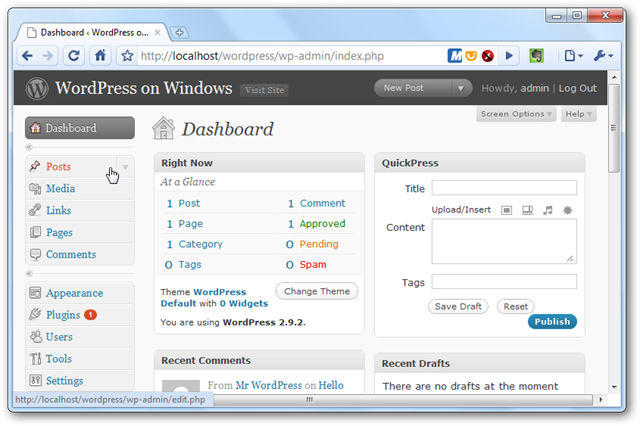 Dashboard ‹ WordPress o...
http://localhost/wordpress/wp-admin/index.php
WordPress on Windows
Visit Site
New Post
Howdy, admin | Log Out
Screen Options
Help
Dashboard
Posts
Media
Links
Pages
Comments
Appearance
Plugins 1
Users
Tools
Settings
Dashboard
Right Now
At a Glance
1 Post 1 Comment
1 Page 1 Approved
1 Category 0 Pending
0 Tags 0 Spam
Theme WordPress
Default with 0 Widgets
Change Theme
You are using WordPress 2.9.2.
Recent Comments
From Mr WordPress on Hello
QuickPress
Title
Upload/Insert
Content
Tags
Save Draft
Reset
Publish
Recent Drafts
There are no drafts at the moment
http://localhost/wordpress/wp-admin/edit.php